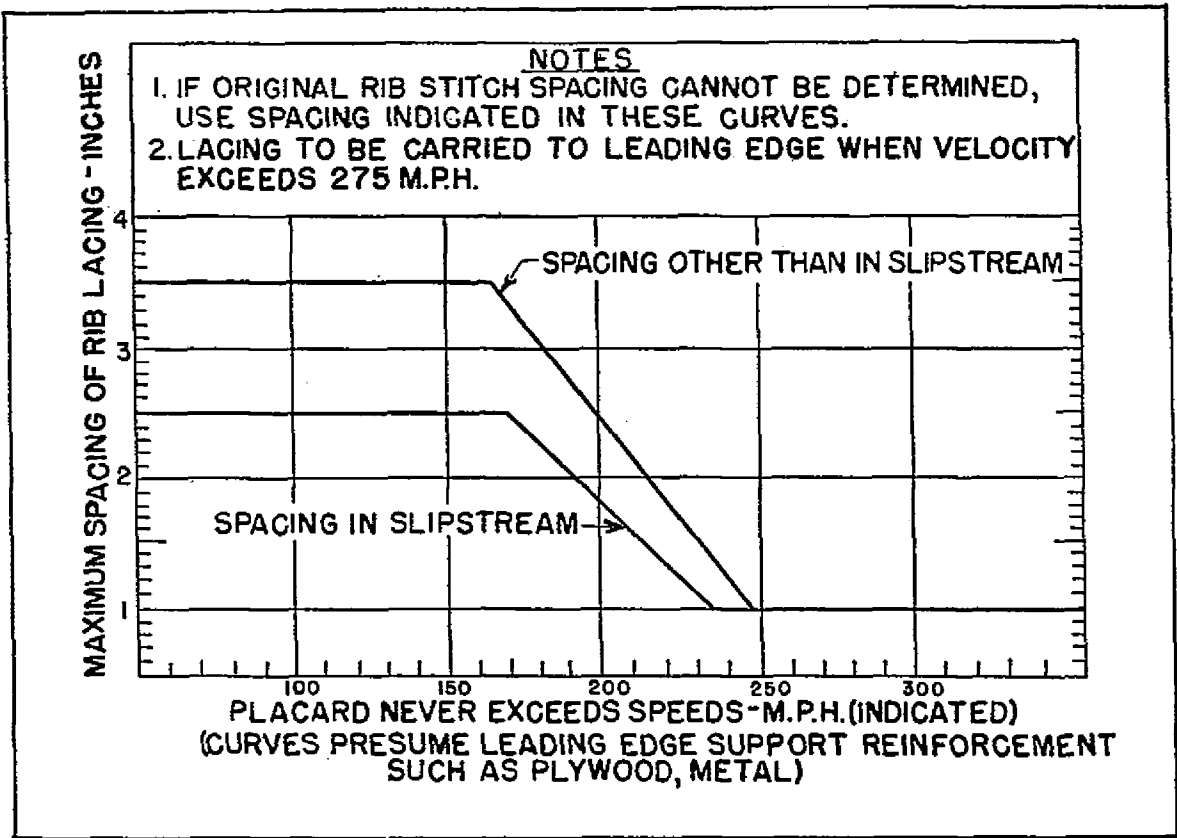 NOTES
1. IF ORIGINAL RIB STITCH SPACING CANNOT BE DETERMINED,
USE SPACING INDICATED IN THESE CURVES.
2. LACING TO BE CARRIED TO LEADING EDGE WHEN VELOCITY
EXCEEDS 275 M.P.H.
MAXIMUM SPACING OF RIB LACING - INCHES
4
3
2
1
SPACING OTHER THAN IN SLIPSTREAM
SPACING IN SLIPSTREAM
100 150 200 250 300
PLACARD NEVER EXCEEDS SPEEDS-M.P.H.(INDICATED)
(CURVES PRESUME LEADING EDGE SUPPORT REINFORCEMENT
SUCH AS PLYWOOD, METAL)